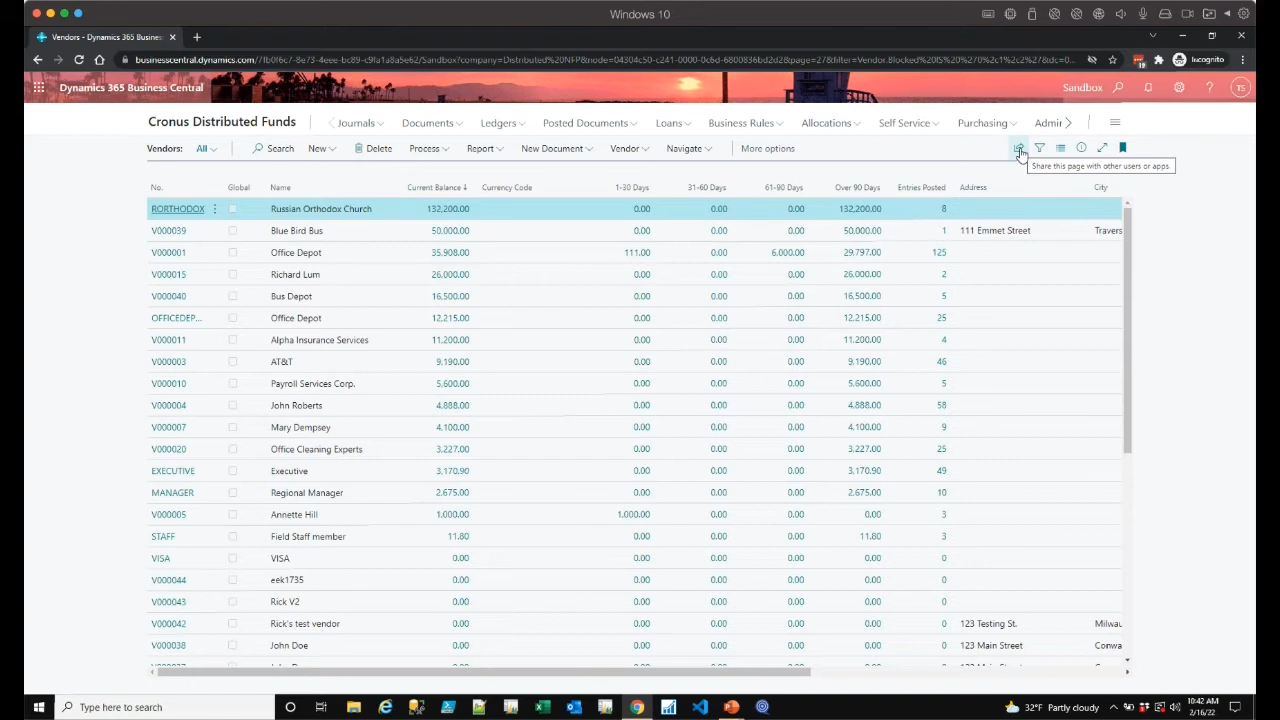 Windows 10
Vendors - Dynamics 365 Busines
Sandbox
Dynamics 365 Business Central
Incognito
Sandbox
TS
Cronus Distributed Funds
Journals Documents Ledgers Posted Documents Loans Business Rules Allocations Self Service Purchasing Admir
Vendors: All Search New Delete Process Report New Document Vendor Navigate More options
Share this page with other users or apps.
No. Global Name Current Balance ↓ Currency Code 1-30 Days 31-60 Days 61-90 Days Over 90 Days Entries Posted Address City
RORTHODOX Russian Orthodox Church 132,200.00 0.00 0.00 0.00 132,200.00 8
V000039 Blue Bird Bus 50,000.00 0.00 0.00 0.00 50,000.00 1 111 Emmet Street Travers
V000001 Office Depot 35,908.00 111.00 0.00 6,000.00 29,797.00 125
V000015 Richard Lum 26,000.00 0.00 0.00 0.00 26,000.00 2
V000040 Bus Depot 16,500.00 0.00 0.00 0.00 16,500.00 5
OFFICEDEP... Office Depot 12,215.00 0.00 0.00 0.00 12,215.00 25
V000011 Alpha Insurance Services 11,200.00 0.00 0.00 0.00 11,200.00 4
V000003 AT&T 9,190.00 0.00 0.00 0.00 9,190.00 46
V000010 Payroll Services Corp. 5,600.00 0.00 0.00 0.00 5,600.00 5
V000004 John Roberts 4,888.00 0.00 0.00 0.00 4,888.00 58
V000007 Mary Dempsey 4,100.00 0.00 0.00 0.00 4,100.00 9
V000020 Office Cleaning Experts 3,227.00 0.00 0.00 0.00 3,227.00 25
EXECUTIVE Executive 3,170.90 0.00 0.00 0.00 3,170.90 49
MANAGER Regional Manager 2,675.00 0.00 0.00 0.00 2,675.00 10
V000005 Annette Hill 1,000.00 1,000.00 0.00 0.00 0.00 3
STAFF Field Staff member 11.80 0.00 0.00 0.00 11.80 3
VISA VISA 0.00 0.00 0.00 0.00 0.00 0
V000044 eek1735 0.00 0.00 0.00 0.00 0.00 0
V000043 Rick V2 0.00 0.00 0.00 0.00 0.00 0
V000042 Rick's test vendor 0.00 0.00 0.00 0.00 0.00 0 123 Testing St. Milwau
V000038 John Doe 0.00 0.00 0.00 0.00 0.00 0 123 Main Street Conwa
Type here to search
32°F Partly cloudy
10:42 AM
2/16/22